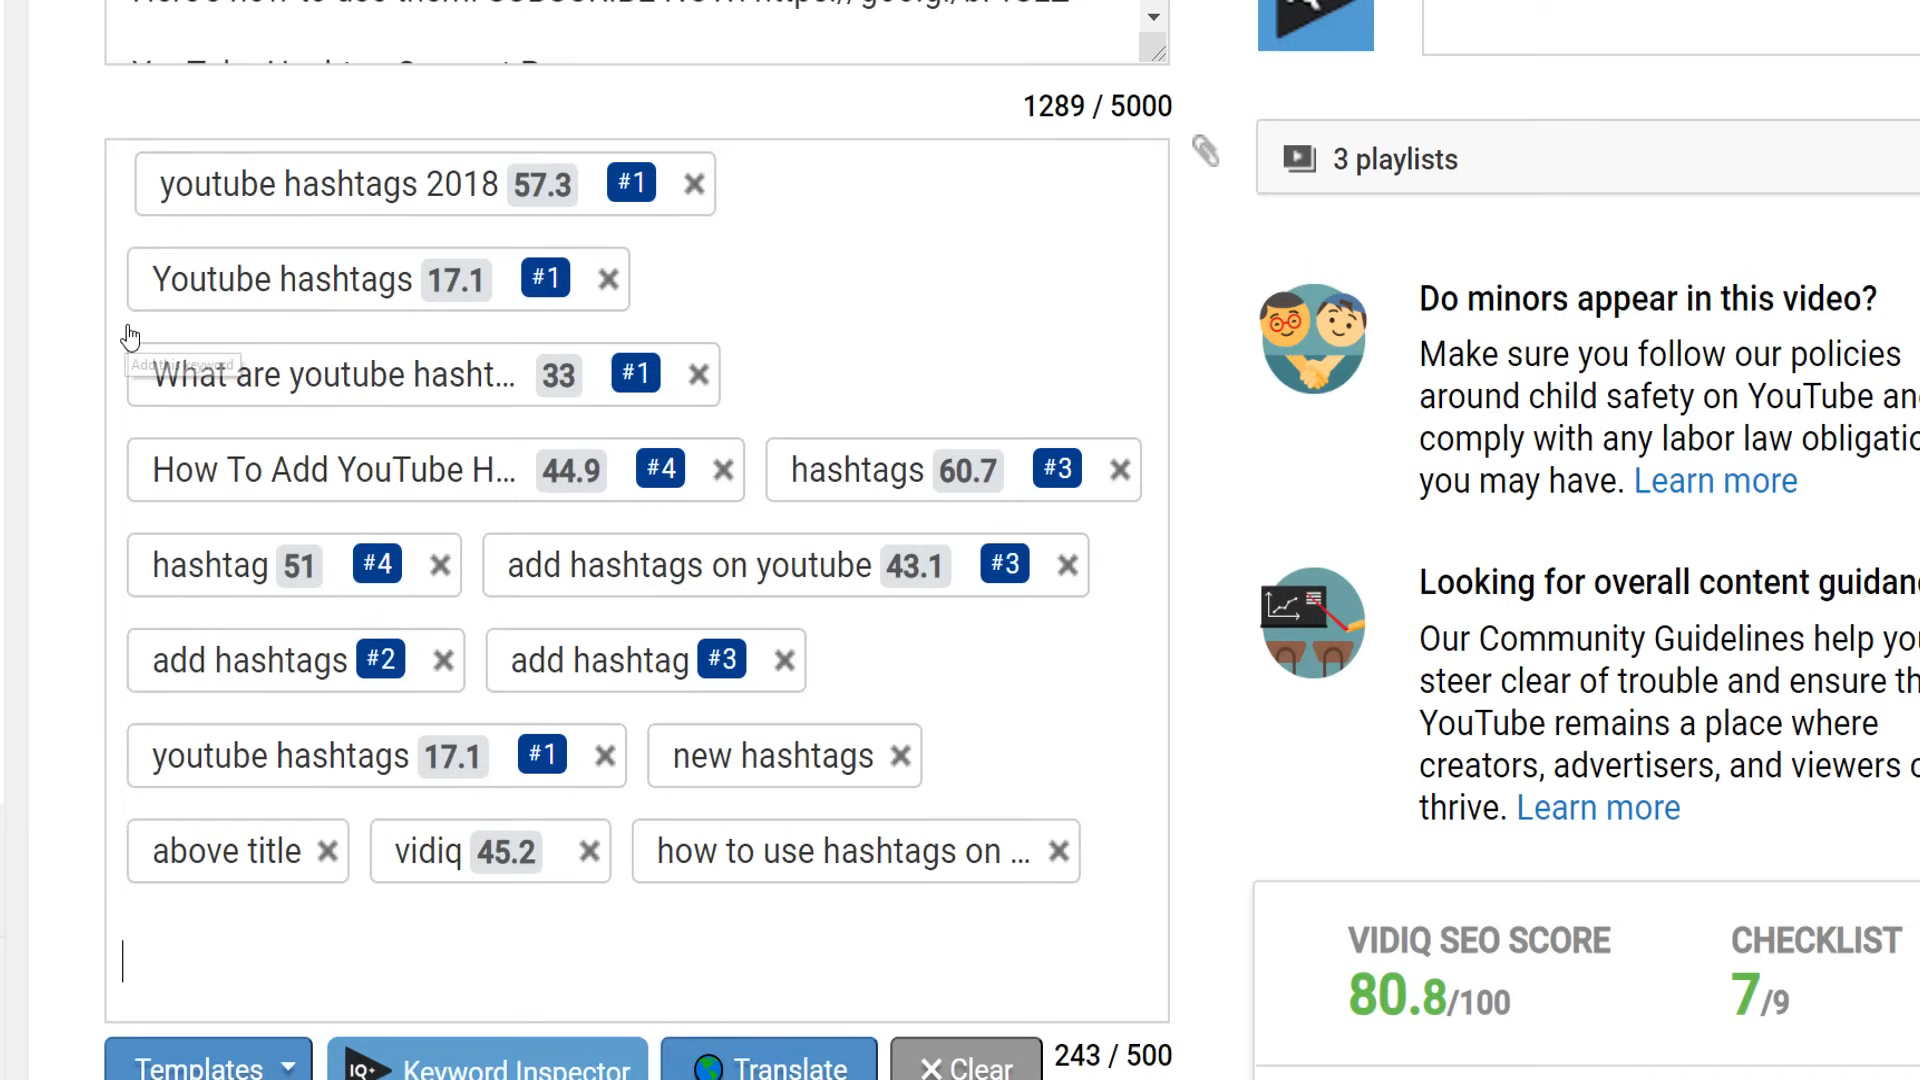 1289 / 5000
youtube hashtags 2018 57.3 #1
Youtube hashtags 17.1 #1
Add this keyword
What are youtube hasht... 33 #1
How To Add YouTube H... 44.9 #4 hashtags 60.7 #3
hashtag 51 #4 add hashtags on youtube 43.1 #3
add hashtags #2 add hashtag #3
youtube hashtags 17.1 #1 new hashtags
above title vidiq 45.2 how to use hashtags on ...
Templates IQ+ Keyword Inspector Translate Clear 243 / 500
3 playlists
Do minors appear in this video?
Make sure you follow our policies
around child safety on YouTube an
comply with any labor law obligatio
you may have. Learn more
Looking for overall content guidan
Our Community Guidelines help yo
steer clear of trouble and ensure th
YouTube remains a place where
creators, advertisers, and viewers
thrive. Learn more
VIDIQ SEO SCORE CHECKLIST
80.8/100 7/9